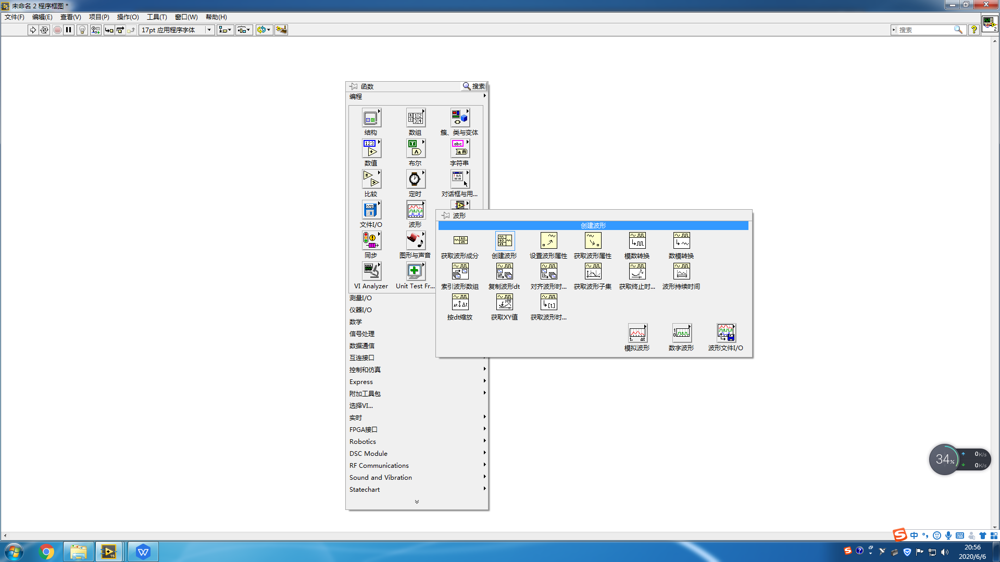 未命名 2 程序框图 *
文件(F) 编辑(E) 查看(V) 项目(P) 操作(O) 工具(T) 窗口(W) 帮助(H)
17pt 应用程序字体
搜索
函数 搜索
编程
结构 数组 簇、类与变体
数值 布尔 字符串
比较 定时 对话框与用...
文件I/O 波形
同步 图形与声音
VI Analyzer Unit Test Fr...
波形
创建波形
获取波形成分 创建波形 设置波形属性 获取波形属性 模数转换 数模转换
索引波形数组 复制波形dt 对齐波形时... 获取波形子集 获取终止时... 波形持续时间
按dt缩放 获取XY值 获取波形时...
模拟波形 数字波形 波形文件I/O
测量I/O
仪器I/O
数学
信号处理
数据通信
互连接口
控制和仿真
Express
附加工具包
选择VI...
实时
FPGA接口
Robotics
DSC Module
RF Communications
Sound and Vibration
Statechart
34%
0K/s
0K/s
中
20:56
2020/6/6